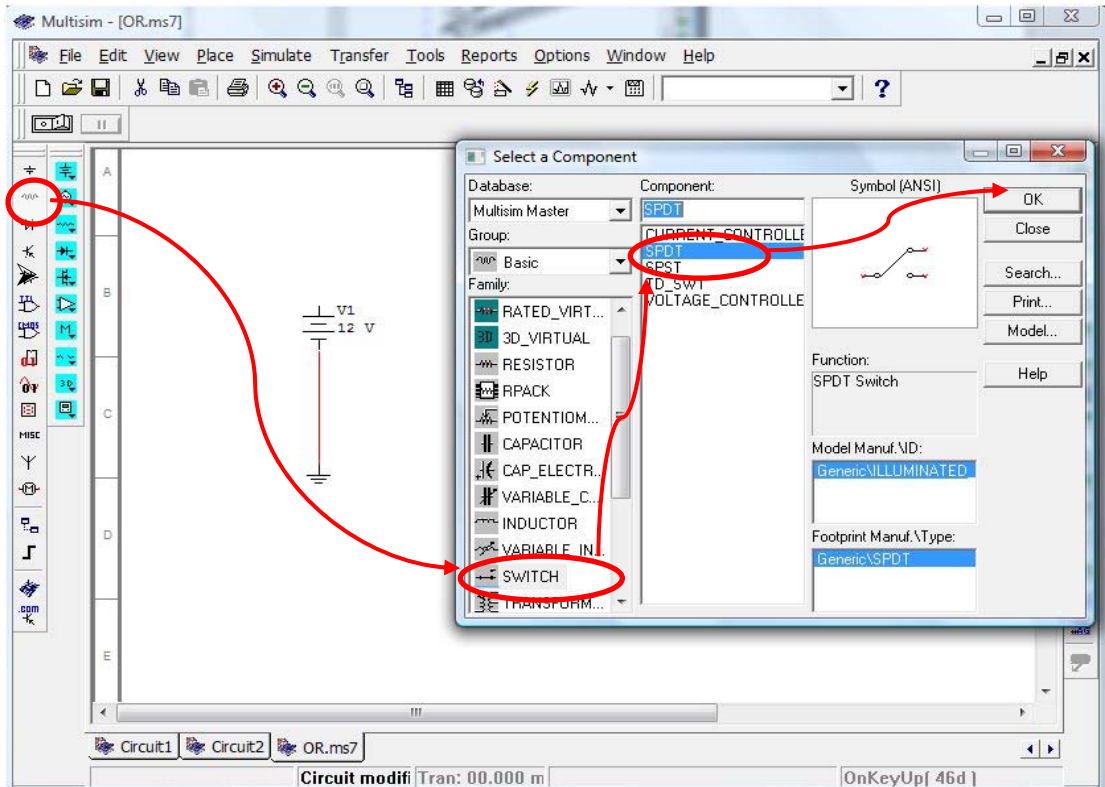 Multisim - [OR.ms7]
File Edit View Place Simulate Transfer Tools Reports Options Window Help
?
Select a Component
Database:
Multisim Master
Group:
Basic
Family:
RATED_VIRT...
3D 3D_VIRTUAL
RESISTOR
RPACK
POTENTIOM...
CAPACITOR
CAP_ELECTR..
VARIABLE_C...
INDUCTOR
VARIABLE_IN...
SWITCH
TRANSFORM...
Component:
SPDT
CURRENT_CONTROLLE
SPDT
SPST
TD_SW1
VOLTAGE_CONTROLLE
Symbol (ANSI)
Function:
SPDT Switch
Model Manuf.\ID:
Generic\ILLUMINATED_
Footprint Manuf.\Type:
Generic\SPDT
OK
Close
Search...
Print...
Model...
Help
A
B
C
D
E
V1
12 V
MISC
.com
Circuit1 Circuit2 OR.ms7
Circuit modifi Tran: 00.000 m OnKeyUp( 46d )